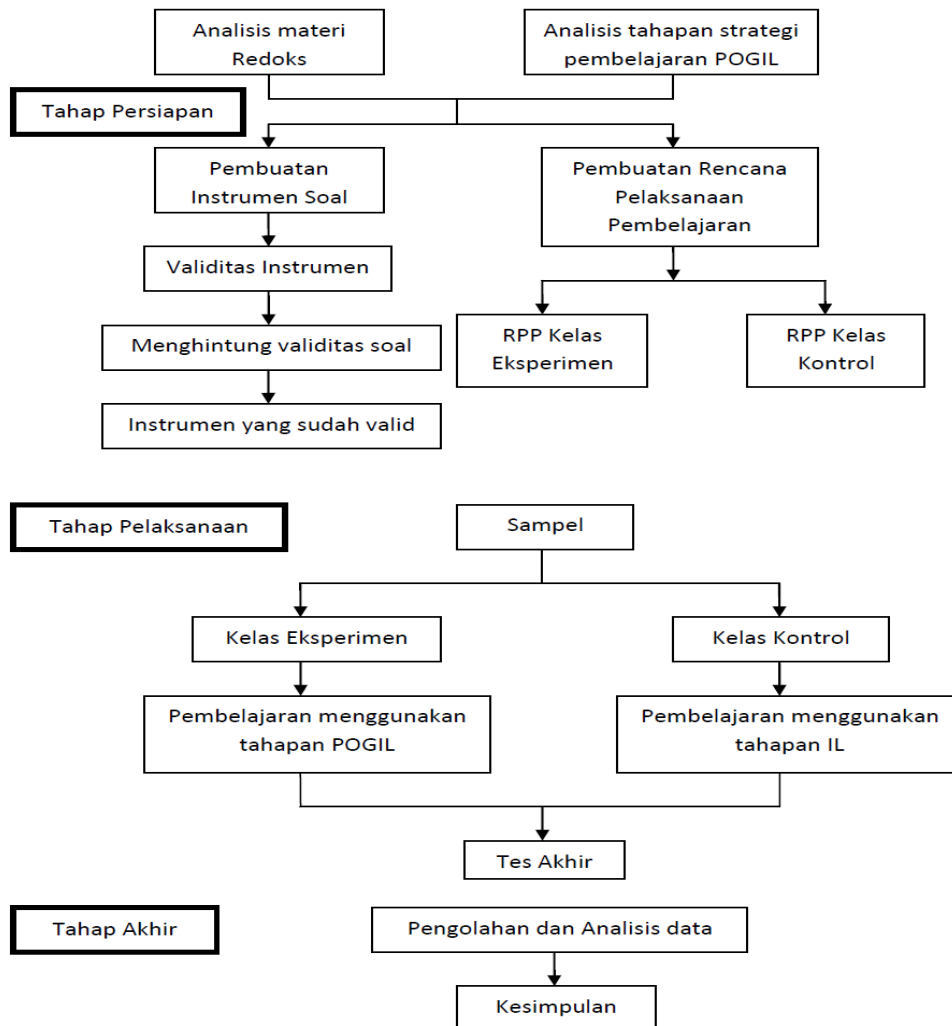 Analisis materi
Redoks
Analisis tahapan strategi
pembelajaran POGIL
Tahap Persiapan
Pembuatan
Instrumen Soal
Pembuatan Rencana
Pelaksanaan
Pembelajaran
Validitas Instrumen
Menghintung validitas soal
Instrumen yang sudah valid
RPP Kelas
Eksperimen
RPP Kelas
Kontrol
Tahap Pelaksanaan
Sampel
Kelas Eksperimen
Kelas Kontrol
Pembelajaran menggunakan
tahapan POGIL
Pembelajaran menggunakan
tahapan IL
Tes Akhir
Tahap Akhir
Pengolahan dan Analisis data
Kesimpulan